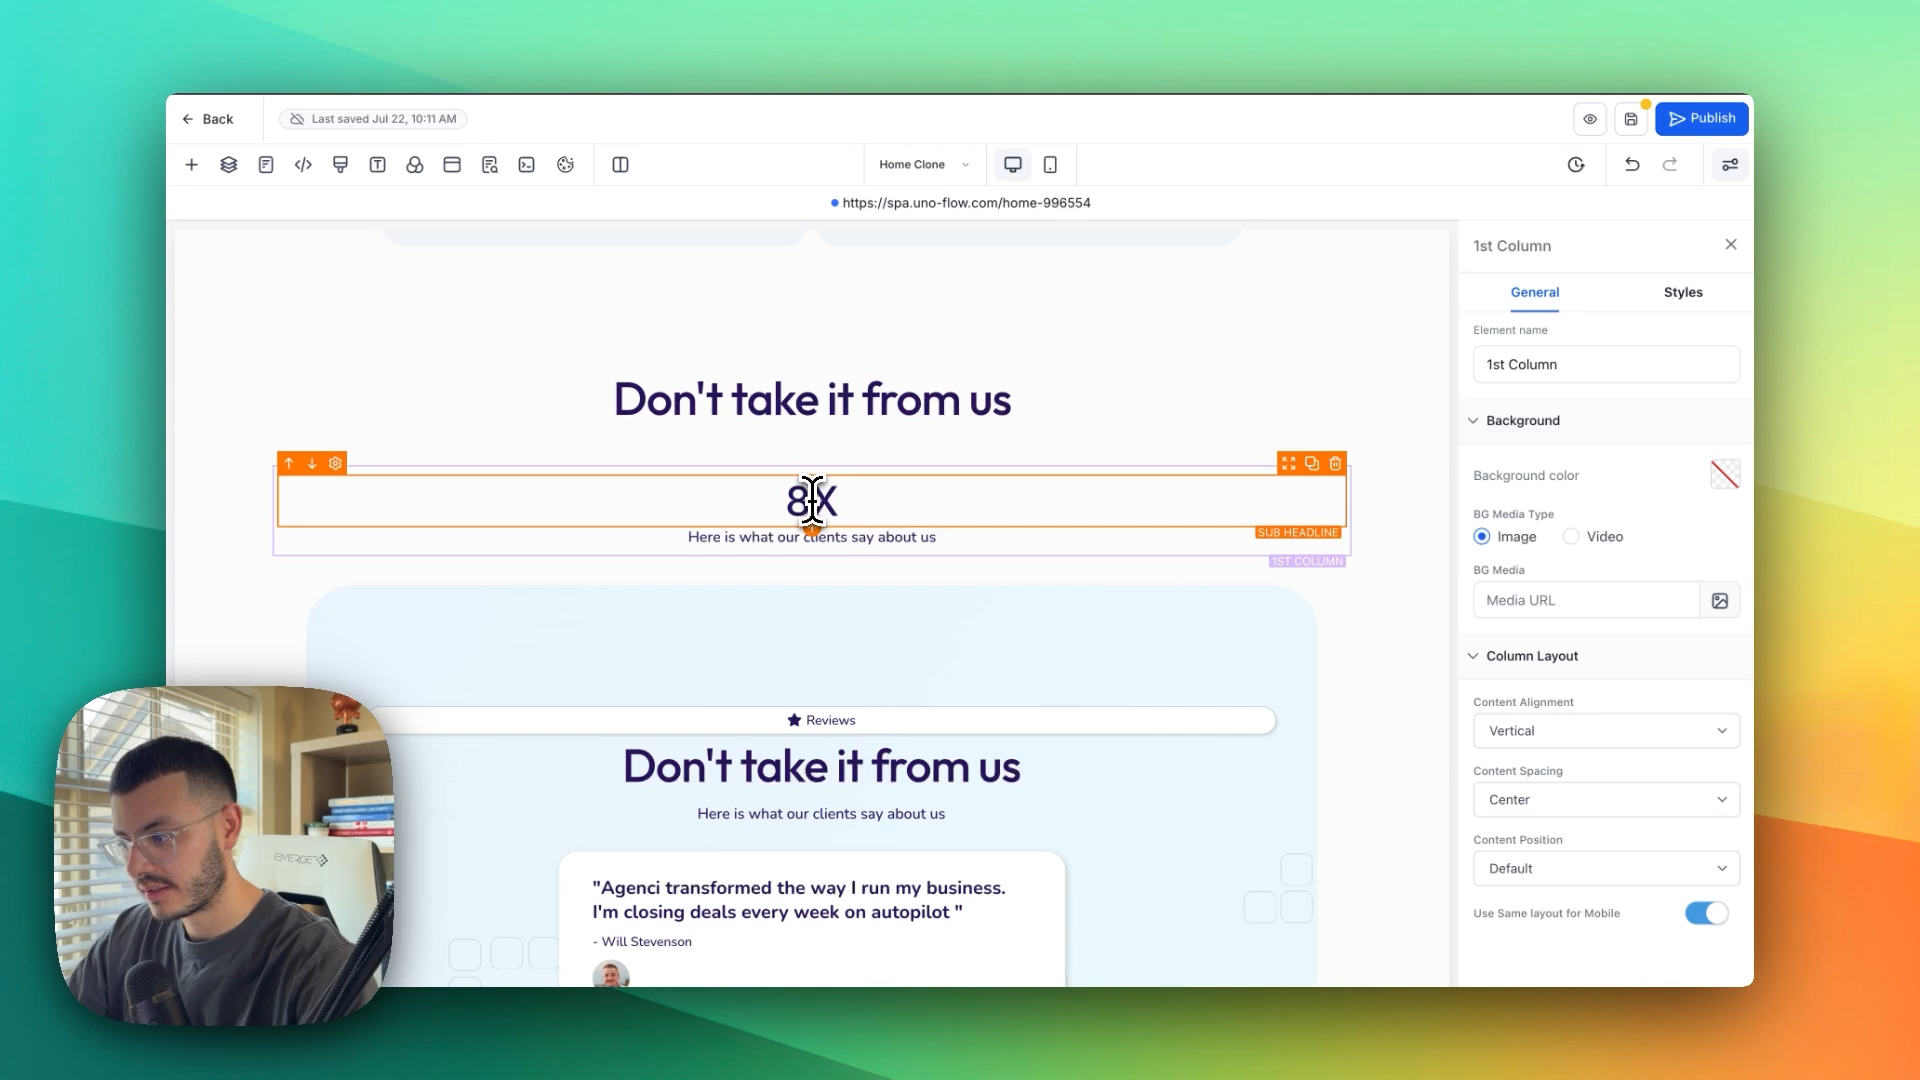 Back
Last saved Jul 22, 10:11 AM
Publish
Home Clone
https://spa.uno-flow.com/home-996554
1st Column
General
Styles
Element name
1st Column
Background
Background color
BG Media Type
Image
Video
BG Media
Media URL
Column Layout
Content Alignment
Vertical
Content Spacing
Center
Content Position
Default
Use Same layout for Mobile
Don't take it from us
8X
SUB HEADLINE
Here is what our clients say about us
1ST COLUMN
Reviews
Don't take it from us
Here is what our clients say about us
"Agenci transformed the way I run my business.
I'm closing deals every week on autopilot "
- Will Stevenson
EMERGE